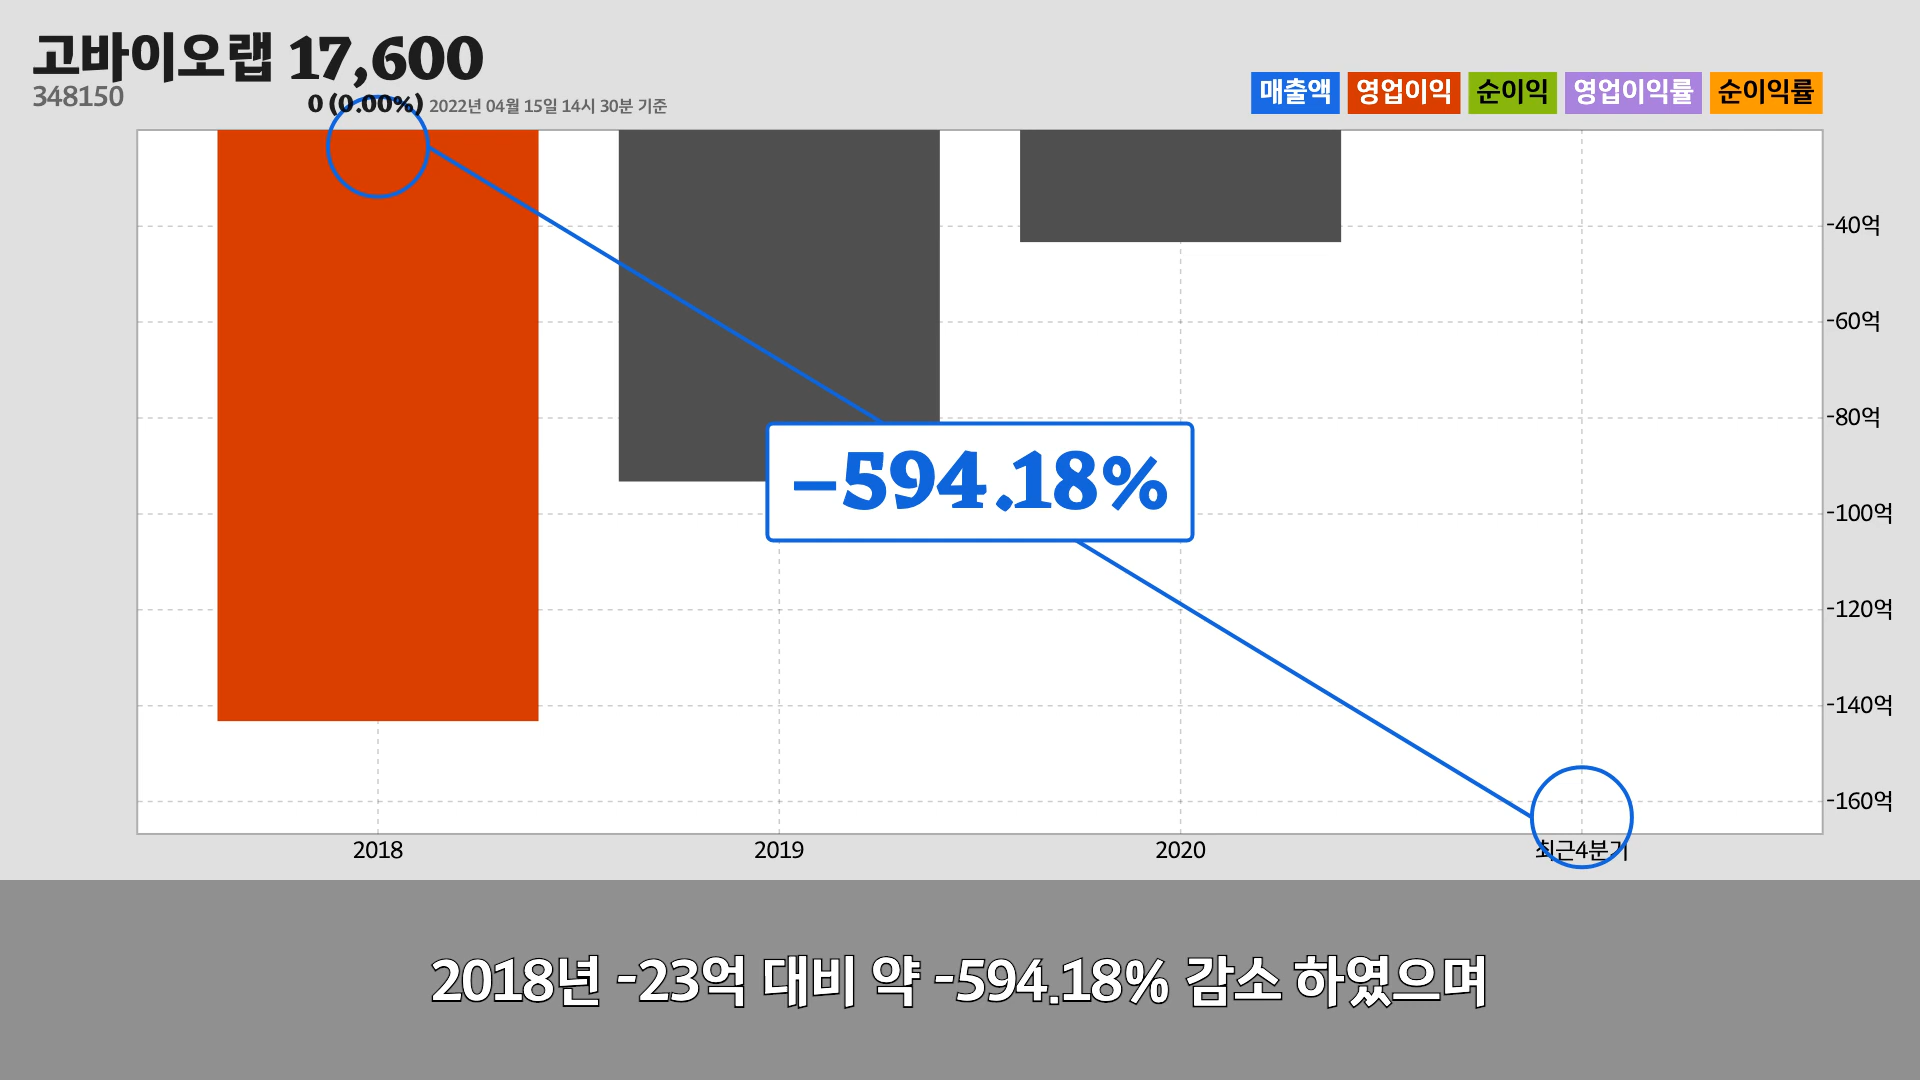 고바이오랩 17,600
348150
0 (0.00%) 2022년 04월 15일 14시 30분 기준
매출액 영업이익 순이익 영업이익률 순이익률
-40억
-60억
-80억
-594.18%
-100억
-120억
-140억
-160억
2018 2019 2020 최근4분기
2018년 -23억 대비 약 -594.18% 감소 하였으며